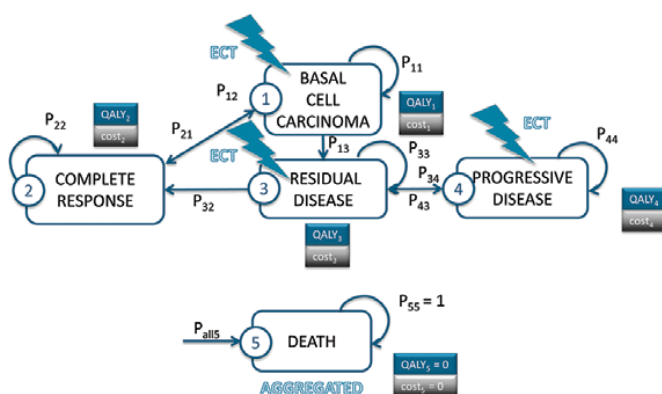 ECT
P11
BASAL
CELL
CARCINOMA
1
P12
QALY2
cost2
P22
P21
QALY1
cost1
P13
ECT
ECT
P33
P44
2
COMPLETE
RESPONSE
P32
3
RESIDUAL
DISEASE
P34
P43
4
PROGRESSIVE
DISEASE
QALY3
cost3
QALY4
cost4
P55 = 1
Pall5
5
DEATH
AGGREGATED
QALY5 = 0
cost5 = 0